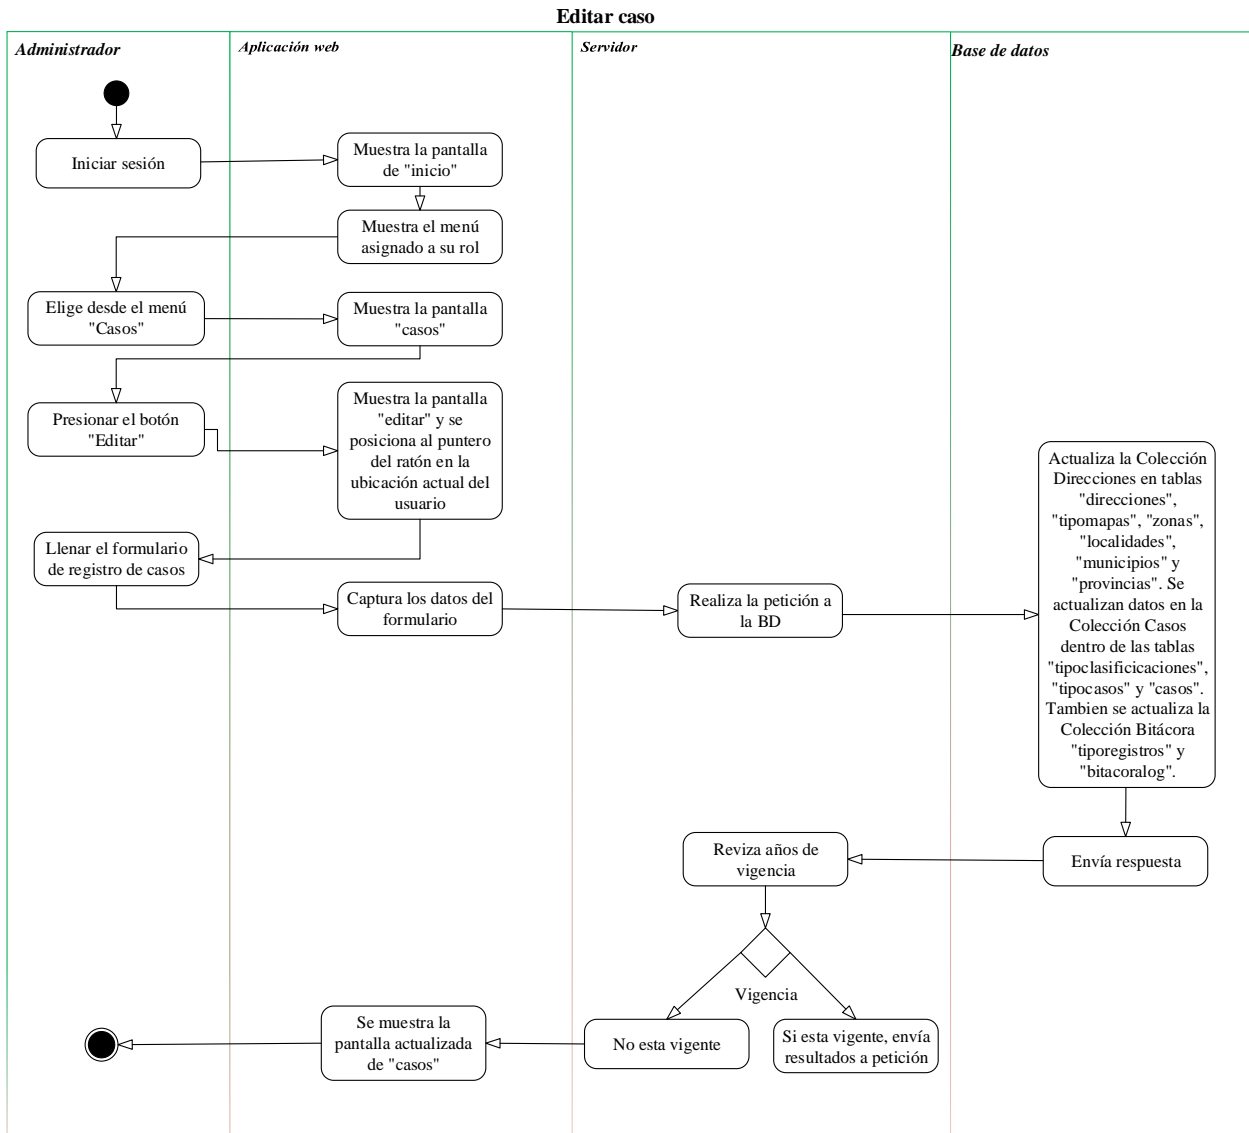 Editar caso
Administrador
Aplicación web
Servidor
Base de datos
Iniciar sesión
Muestra la pantalla
de "inicio"
Muestra el menú
asignado a su rol
Elige desde el menú
"Casos"
Muestra la pantalla
"casos"
Presionar el botón
"Editar"
Muestra la pantalla
"editar" y se
posiciona al puntero
del ratón en la
ubicación actual del
usuario
Llenar el formulario
de registro de casos
Captura los datos del
formulario
Realiza la petición a
la BD
Actualiza la Colección
Direcciones en tablas
"direcciones",
"tipomapas", "zonas",
"localidades",
"municipios" y
"provincias". Se
actualizan datos en la
Colección Casos
dentro de las tablas
"tipoclasificicaciones",
"tipocasos" y "casos".
Tambien se actualiza la
Colección Bitácora
"tiporegistros" y
"bitacoralog".
Envía respuesta
Reviza años de
vigencia
Vigencia
No esta vigente
Si esta vigente, envía
resultados a petición
Se muestra la
pantalla actualizada
de "casos"